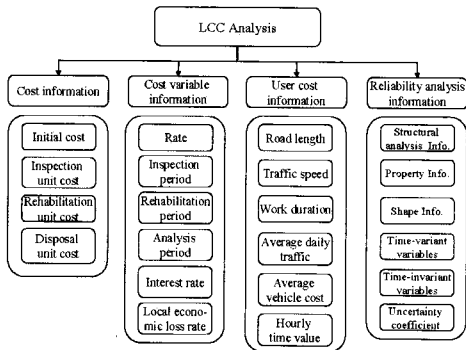 LCC Analysis
Cost information
Cost variable
information
User cost
information
Reliability analysis
information
Initial cost
Inspection
unit cost
Rehabilitation
unit cost
Disposal
unit cost
Rate
Inspection
period
Rehabilitation
period
Analysis
period
Interest rate
Local econo-
mic loss rate
Road length
Traffic speed
Work duration
Average daily
traffic
Average
vehicle cost
Hourly
time value
Structural
analysis Info.
Property Info.
Shape Info.
Time-variant
variables
Time-invariant
variables
Uncertainty
coefficient